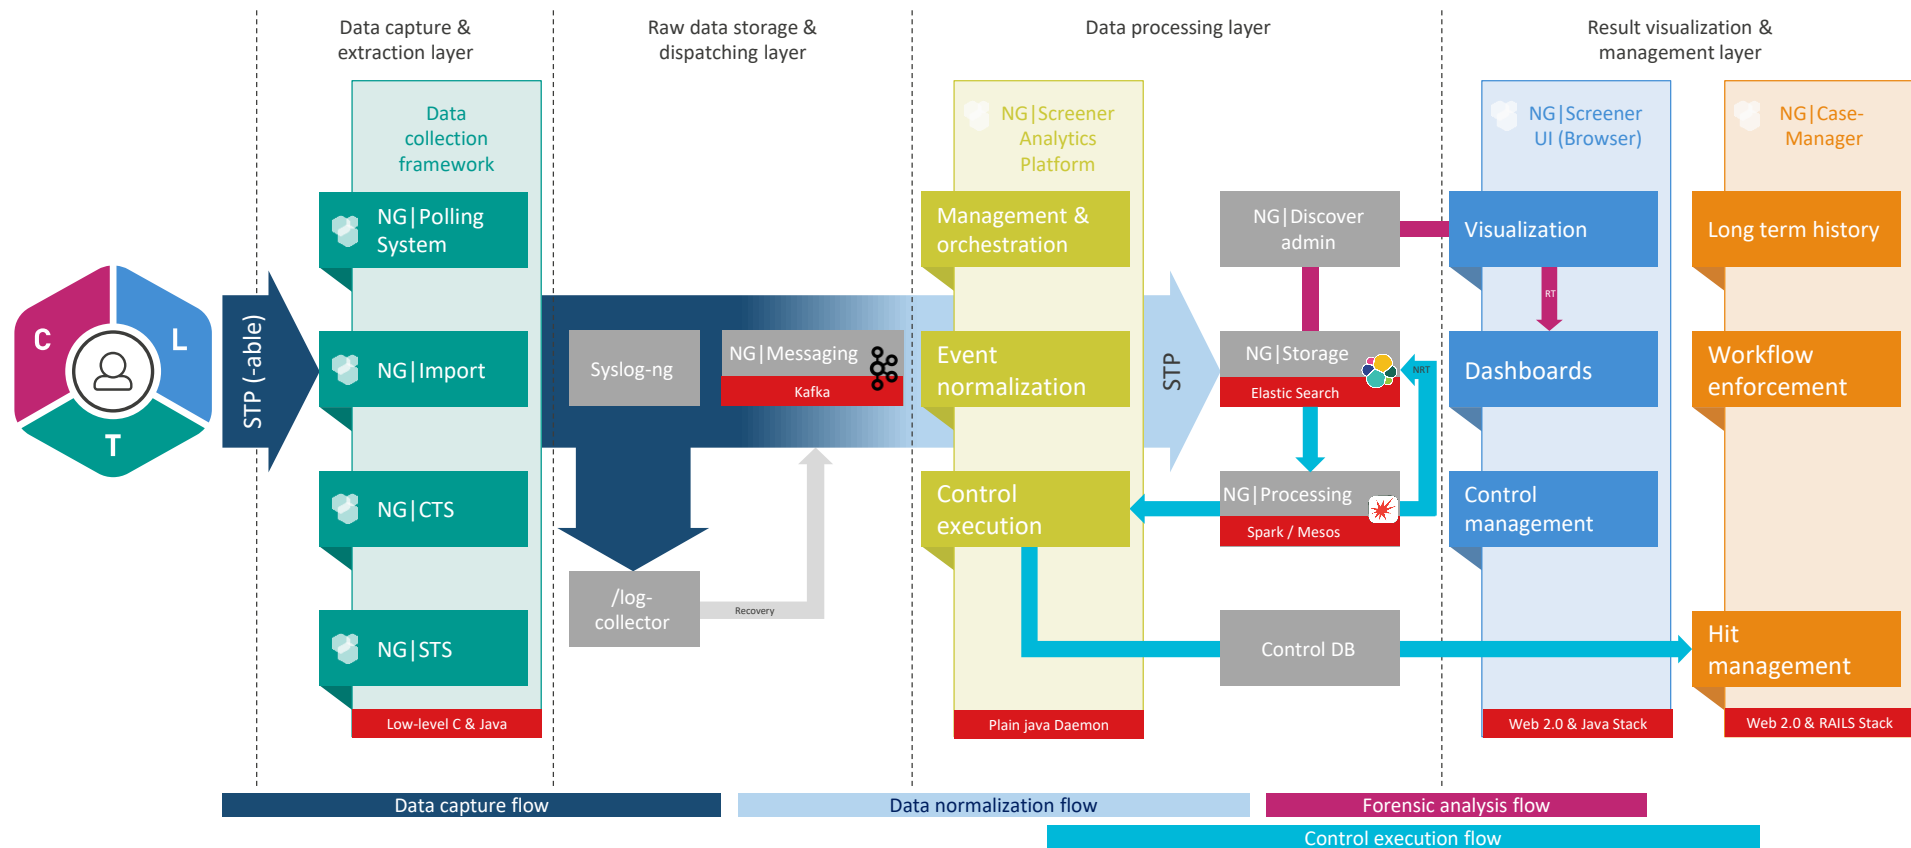 Data capture &
extraction layer
Raw data storage &
dispatching layer
Data processing layer
Result visualization &
management layer
Data
collection
framework
NG|Screener
Analytics
Platform
NG|Screener
UI (Browser)
NG|Case-
Manager
NG|Polling
System
Management &
orchestration
NG|Discover
admin
Visualization
Long term history
C
L
T
STP (-able)
NG|Import
Syslog-ng
NG|Messaging
Kafka
Event
normalization
STP
NG|Storage
Elastic Search
NRT
RT
Dashboards
Workflow
enforcement
NG|CTS
Control
execution
NG|Processing
Spark / Mesos
Control
management
/log-
collector
Recovery
NG|STS
Control DB
Hit
management
Low-level C & Java
Plain java Daemon
Web 2.0 & Java Stack
Web 2.0 & RAILS Stack
Data capture flow
Data normalization flow
Forensic analysis flow
Control execution flow